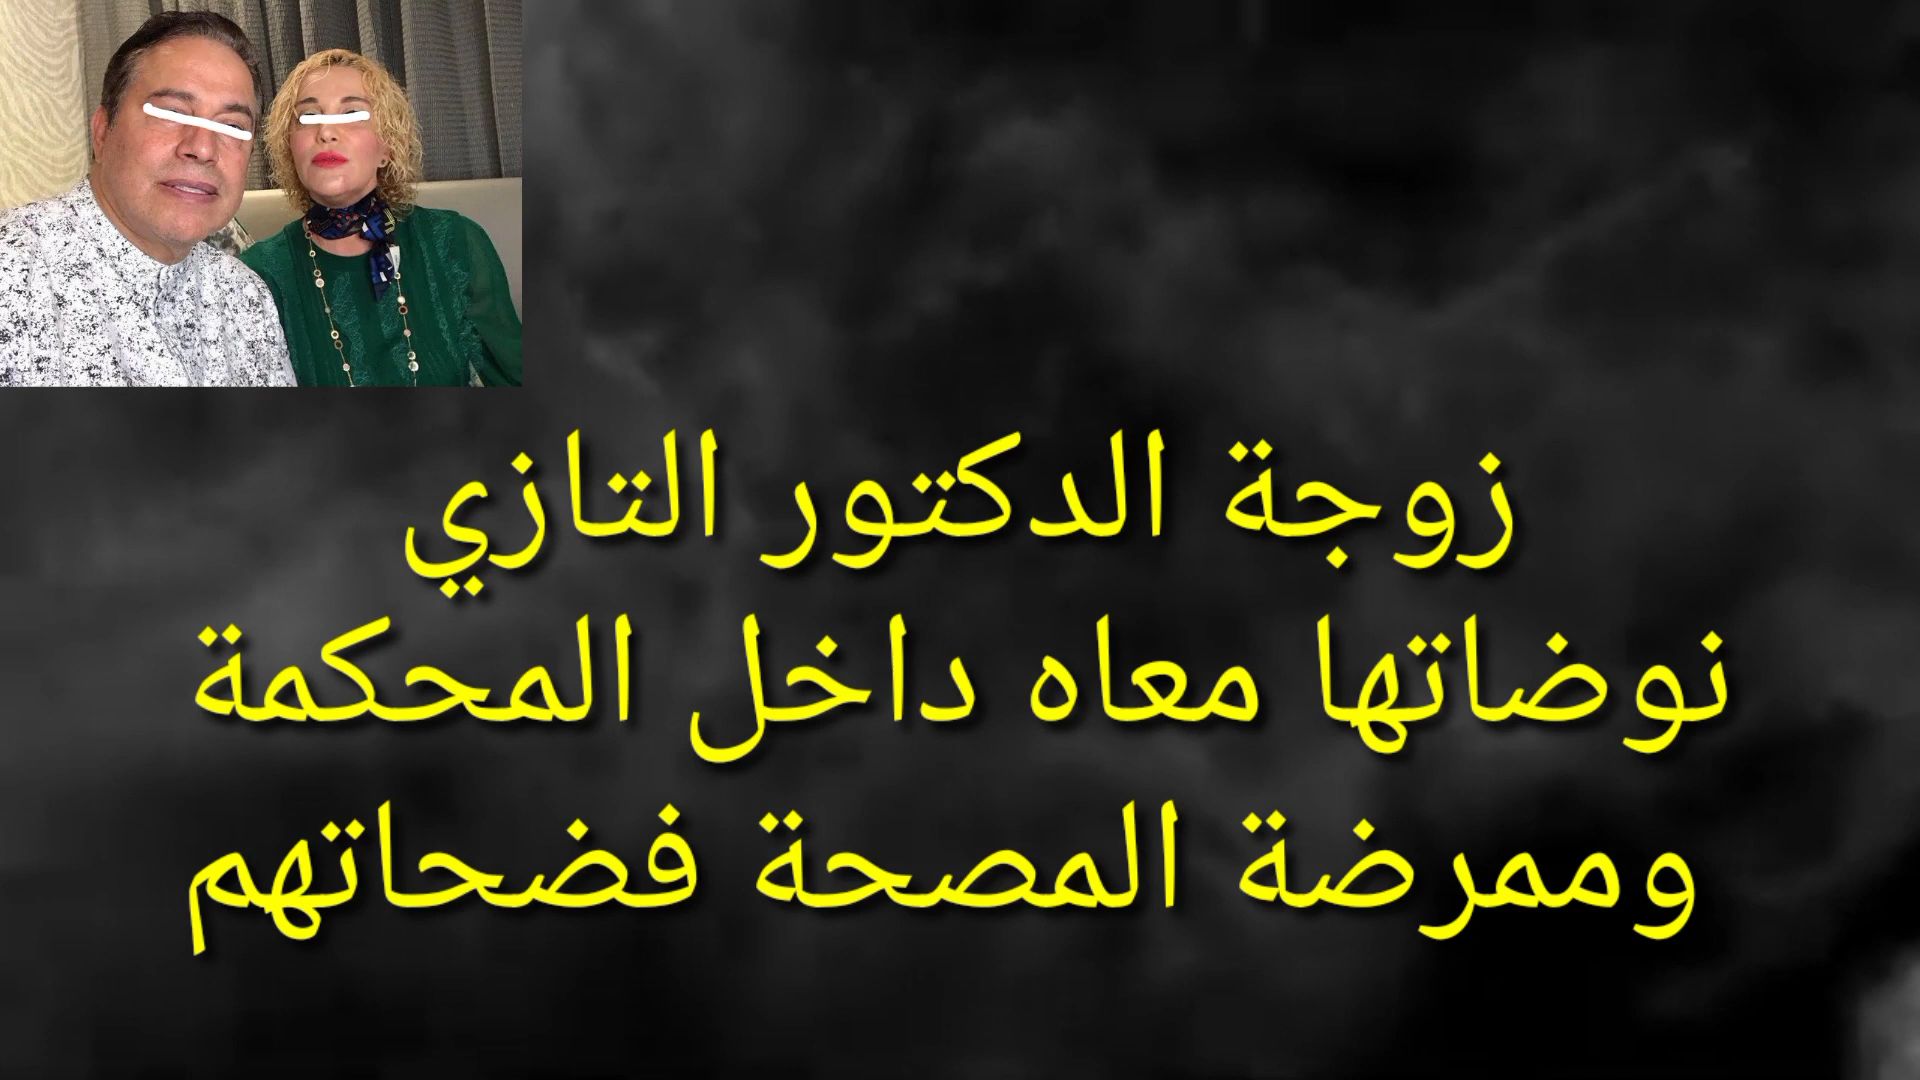 زوجة الدكتور التازي
نوضاتها معاه داخل المحكمة
وممرضة المصحة فضحاتهم